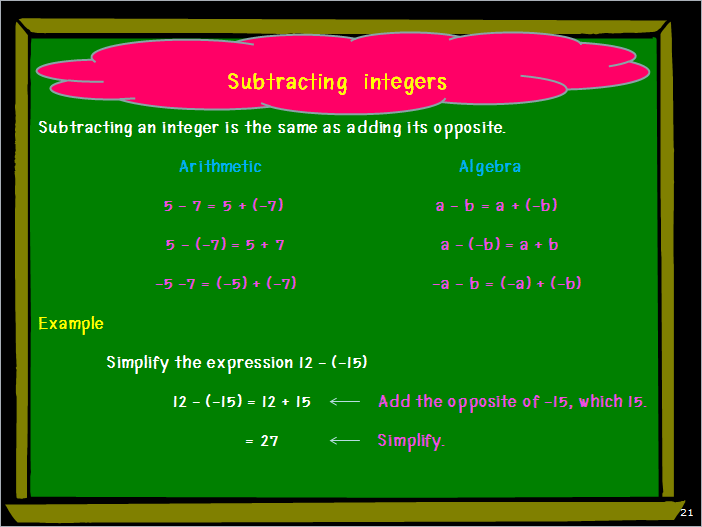 Subtracting integers
Subtracting an integer is the same as adding its opposite.
Arithmetic Algebra
5 – 7 = 5 + (-7) a – b = a + (-b)
5 – (-7) = 5 + 7 a – (-b) = a + b
-5 -7 = (-5) + (-7) -a – b = (-a) + (-b)
Example
Simplify the expression 12 – (-15)
12 – (-15) = 12 + 15 ← Add the opposite of -15, which 15.
= 27 ← Simplify.
21